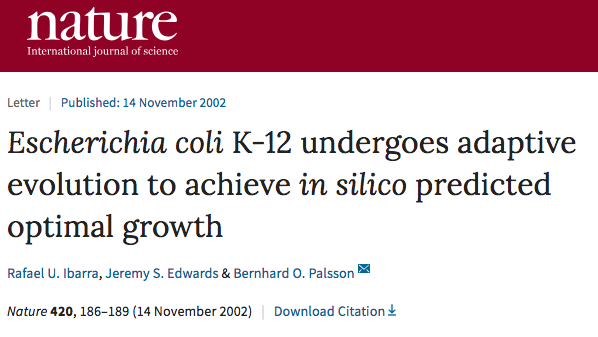 nature
International journal of science
Letter | Published: 14 November 2002
Escherichia coli K-12 undergoes adaptive
evolution to achieve in silico predicted
optimal growth
Rafael U. Ibarra, Jeremy S. Edwards & Bernhard O. Palsson
Nature 420, 186–189 (14 November 2002) | Download Citation